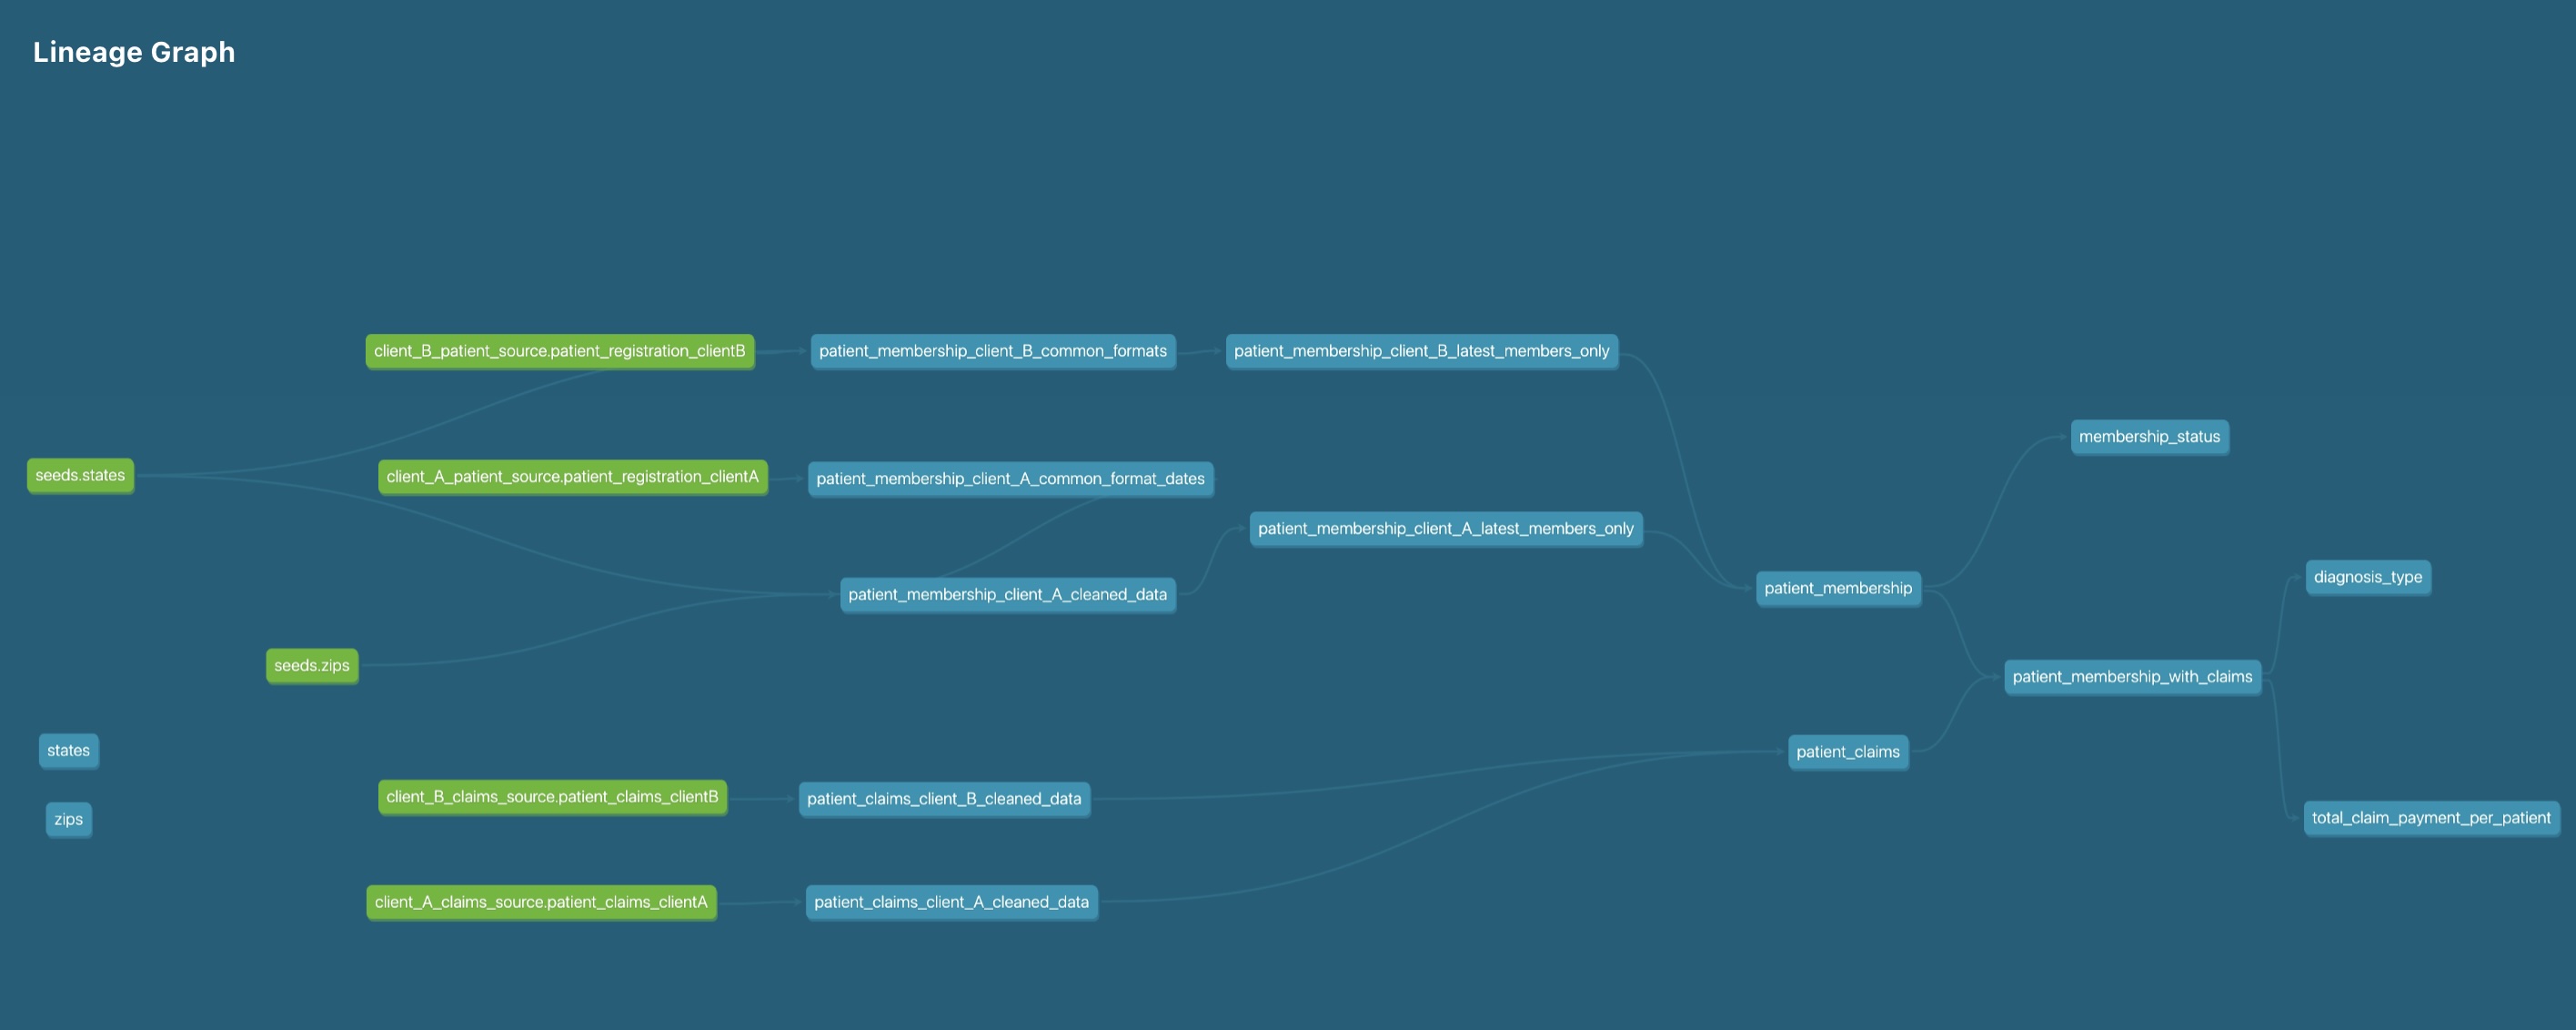 Lineage Graph
client_B_patient_source.patient_registration_clientB
patient_membership_client_B_common_formats
patient_membership_client_B_latest_members_only
membership_status
seeds.states
client_A_patient_source.patient_registration_clientA
patient_membership_client_A_common_format_dates
patient_membership_client_A_latest_members_only
diagnosis_type
patient_membership_client_A_cleaned_data
patient_membership
seeds.zips
patient_membership_with_claims
states
patient_claims
client_B_claims_source.patient_claims_clientB
patient_claims_client_B_cleaned_data
zips
total_claim_payment_per_patient
client_A_claims_source.patient_claims_clientA
patient_claims_client_A_cleaned_data